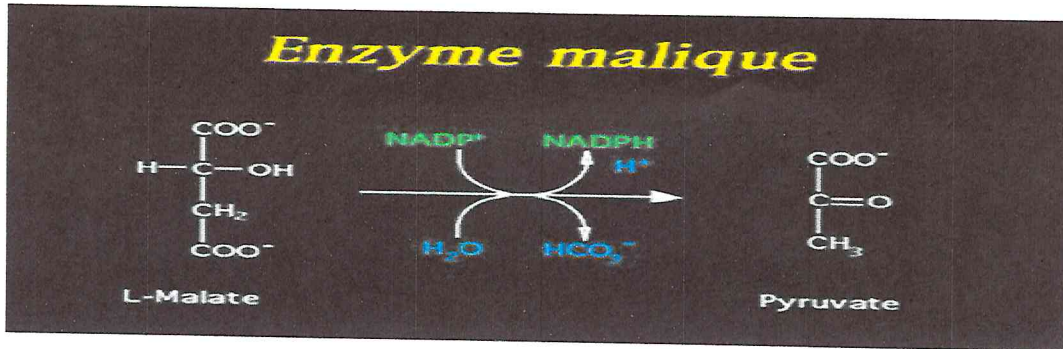 Enzyme malique
COO⁻
H—C—OH
CH₂
COO⁻
L-Malate
NADP⁺ NADPH
H⁺
H₂O HCO₃⁻
COO⁻
C=O
CH₃
Pyruvate